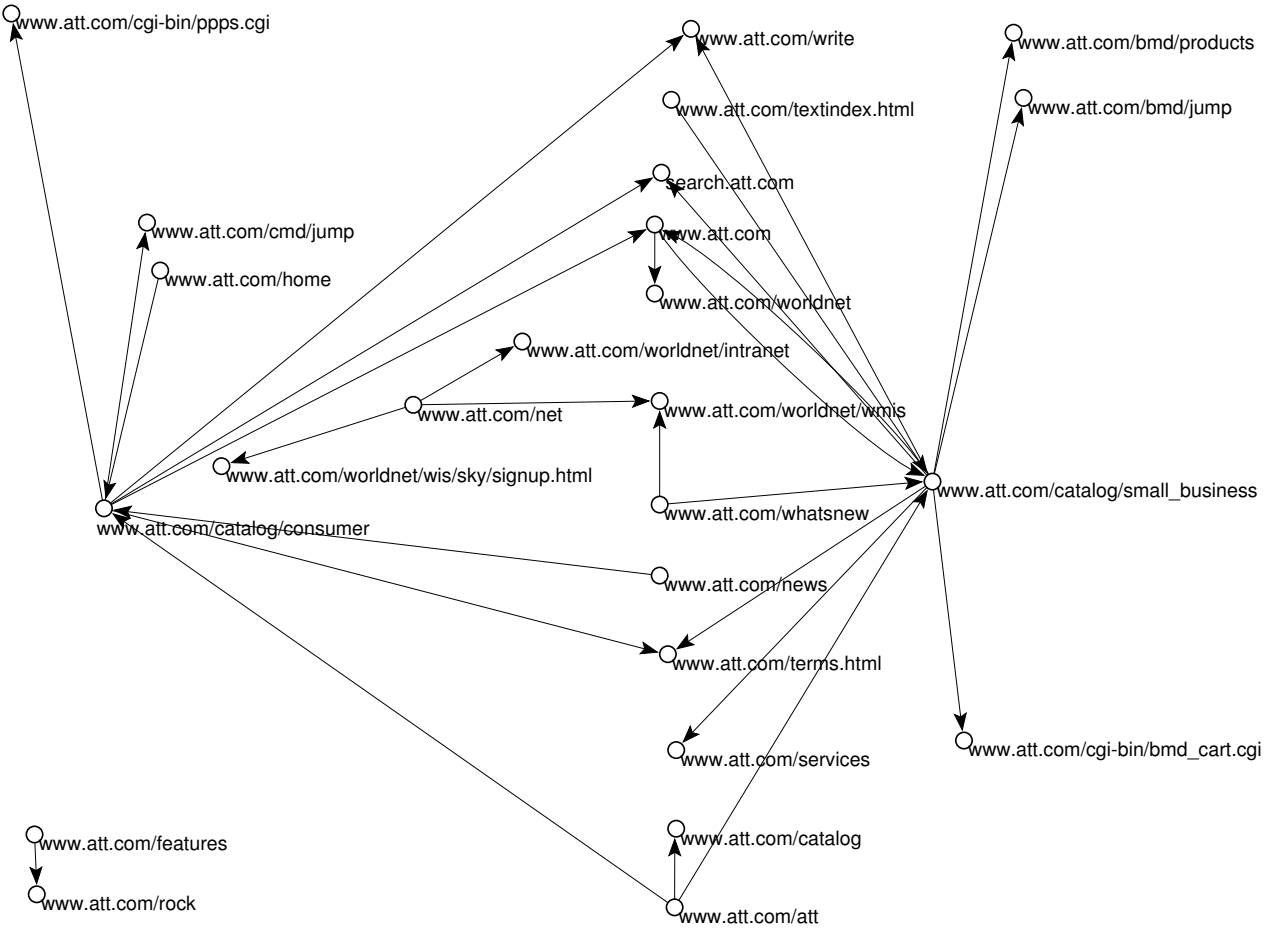 www.att.com/cgi-bin/ppps.cgi
www.att.com/write
www.att.com/bmd/products
www.att.com/textindex.html
www.att.com/bmd/jump
search.att.com
www.att.com/cmd/jump
www.att.com
www.att.com/home
www.att.com/worldnet
www.att.com/worldnet/intranet
www.att.com/net
www.att.com/worldnet/wmis
www.att.com/worldnet/wis/sky/signup.html
www.att.com/catalog/small_business
www.att.com/whatsnew
www.att.com/catalog/consumer
www.att.com/news
www.att.com/terms.html
www.att.com/cgi-bin/bmd_cart.cgi
www.att.com/services
www.att.com/catalog
www.att.com/features
www.att.com/rock
www.att.com/att